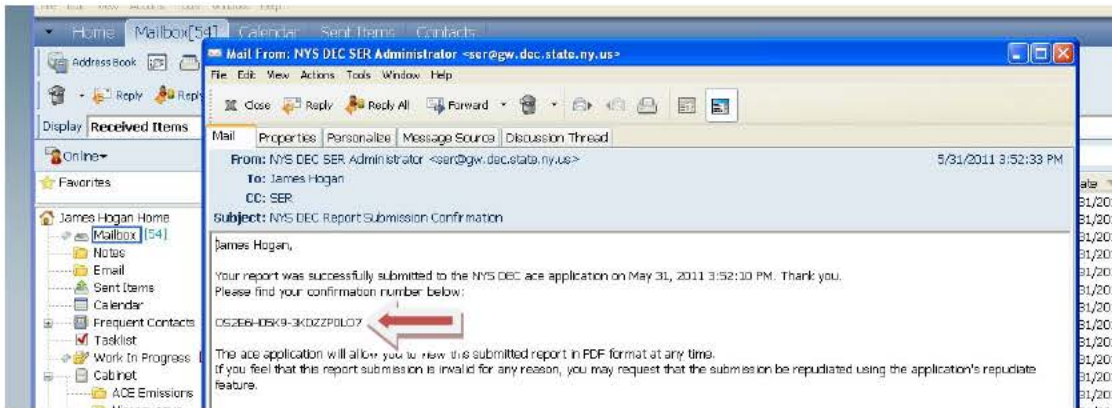 Home Mailbox[54] Calendar Sent Items Contacts
Mail From: NYS DEC SER Administrator <ser@gw.dec.state.ny.us>
Address Book
File Edit View Actions Tools Window Help
Reply
Close Reply Reply All Forward
Display Received Items
Mail Properties Personalize Message Source Discussion Thread
Online
From: NYS DEC SER Administrator <ser@gw.dec.state.ny.us> 5/31/2011 3:52:33 PM
Favorites
To: James Hogan
CC: SER
Subject: NYS DEC Report Submission Confirmation
James Hogan Home
Mailbox [54]
Notes
Email
Sent Items
Calendar
Frequent Contacts
Tasklist
Work In Progress
Cabinet
ACE Emissions
James Hogan,
Your report was successfully submitted to the NYS DEC ace application on May 31, 2011 3:52:10 PM. Thank you.
Please find your confirmation number below:
The ace application will allow you to view this submitted report in PDF format at any time.
If you feel that this report submission is invalid for any reason, you may request that the submission be repudiated using the application's repudiate
feature.